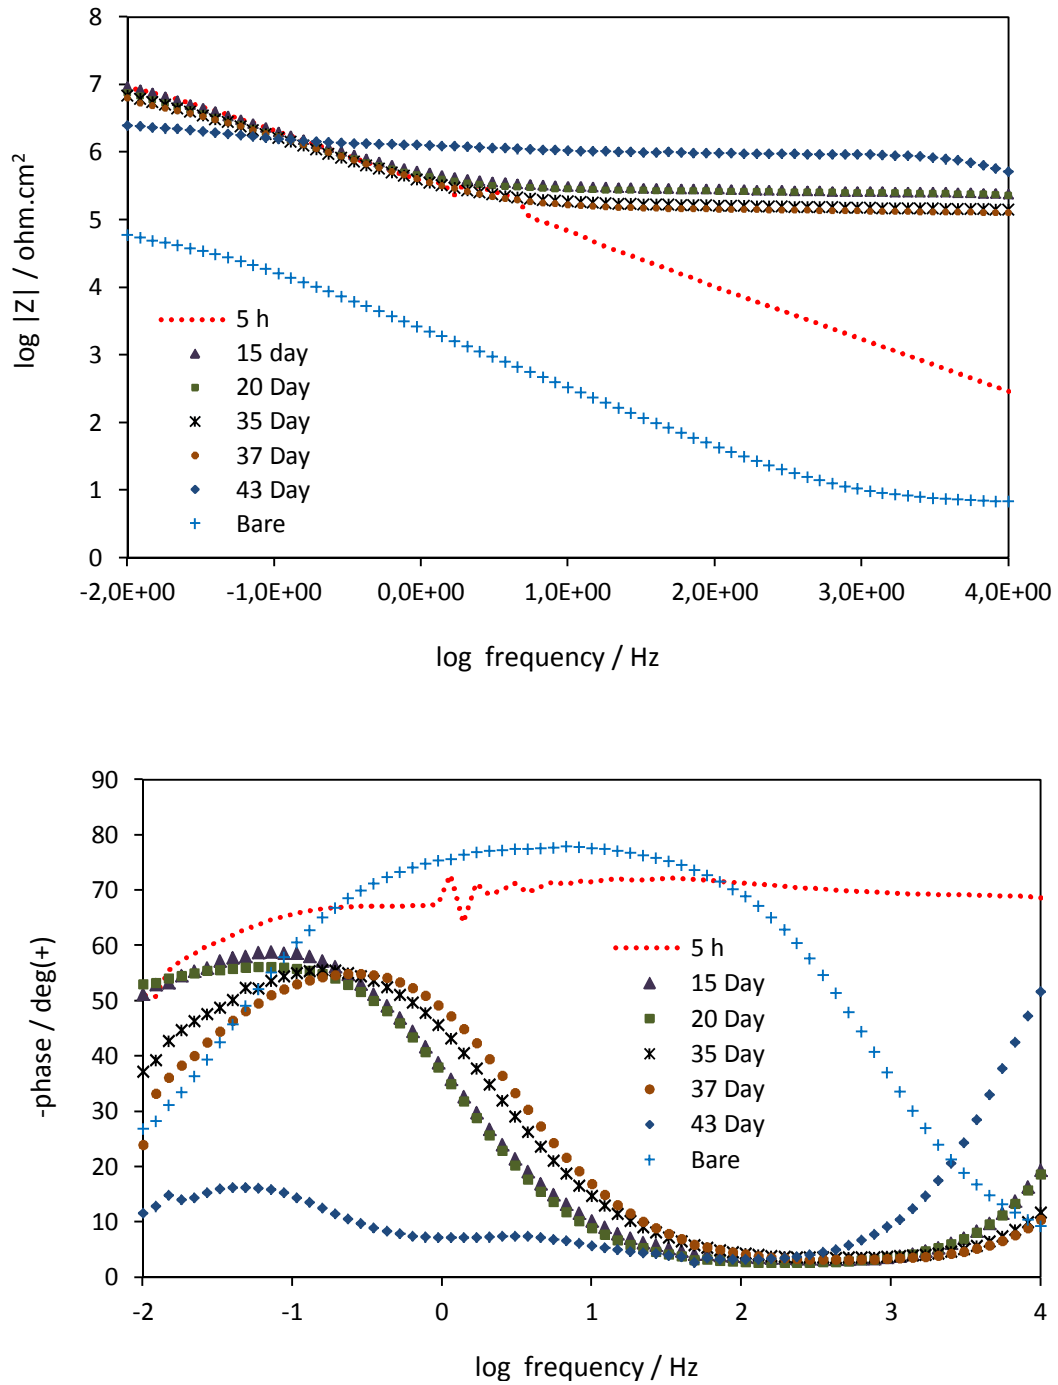 8
7
6
5
4
3
2
1
0
log |Z| / ohm.cm²
5 h
15 day
20 Day
35 Day
37 Day
43 Day
Bare
-2,0E+00 -1,0E+00 0,0E+00 1,0E+00 2,0E+00 3,0E+00 4,0E+00
log frequency / Hz
90
80
70
60
50
40
30
20
10
0
-phase / deg(+)
5 h
15 Day
20 Day
35 Day
37 Day
43 Day
Bare
-2 -1 0 1 2 3 4
log frequency / Hz